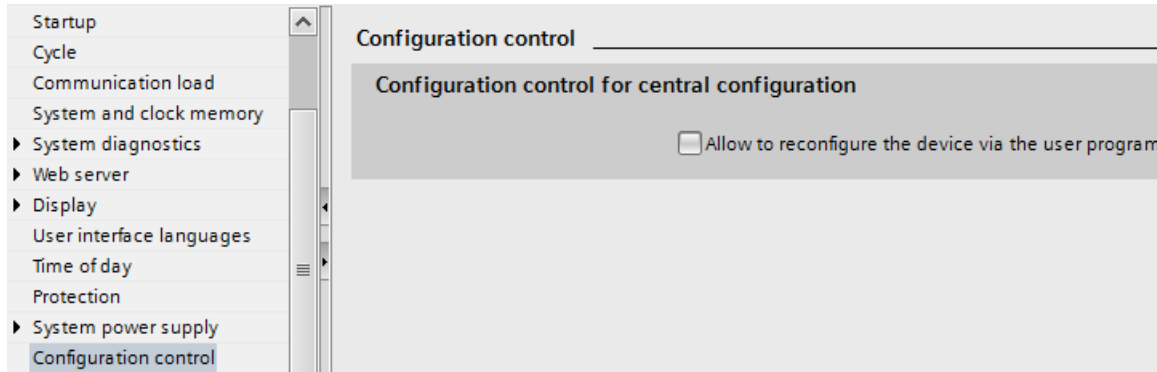 Startup
Cycle
Communication load
System and clock memory
System diagnostics
Web server
Display
User interface languages
Time of day
Protection
System power supply
Configuration control
Configuration control
Configuration control for central configuration
Allow to reconfigure the device via the user program